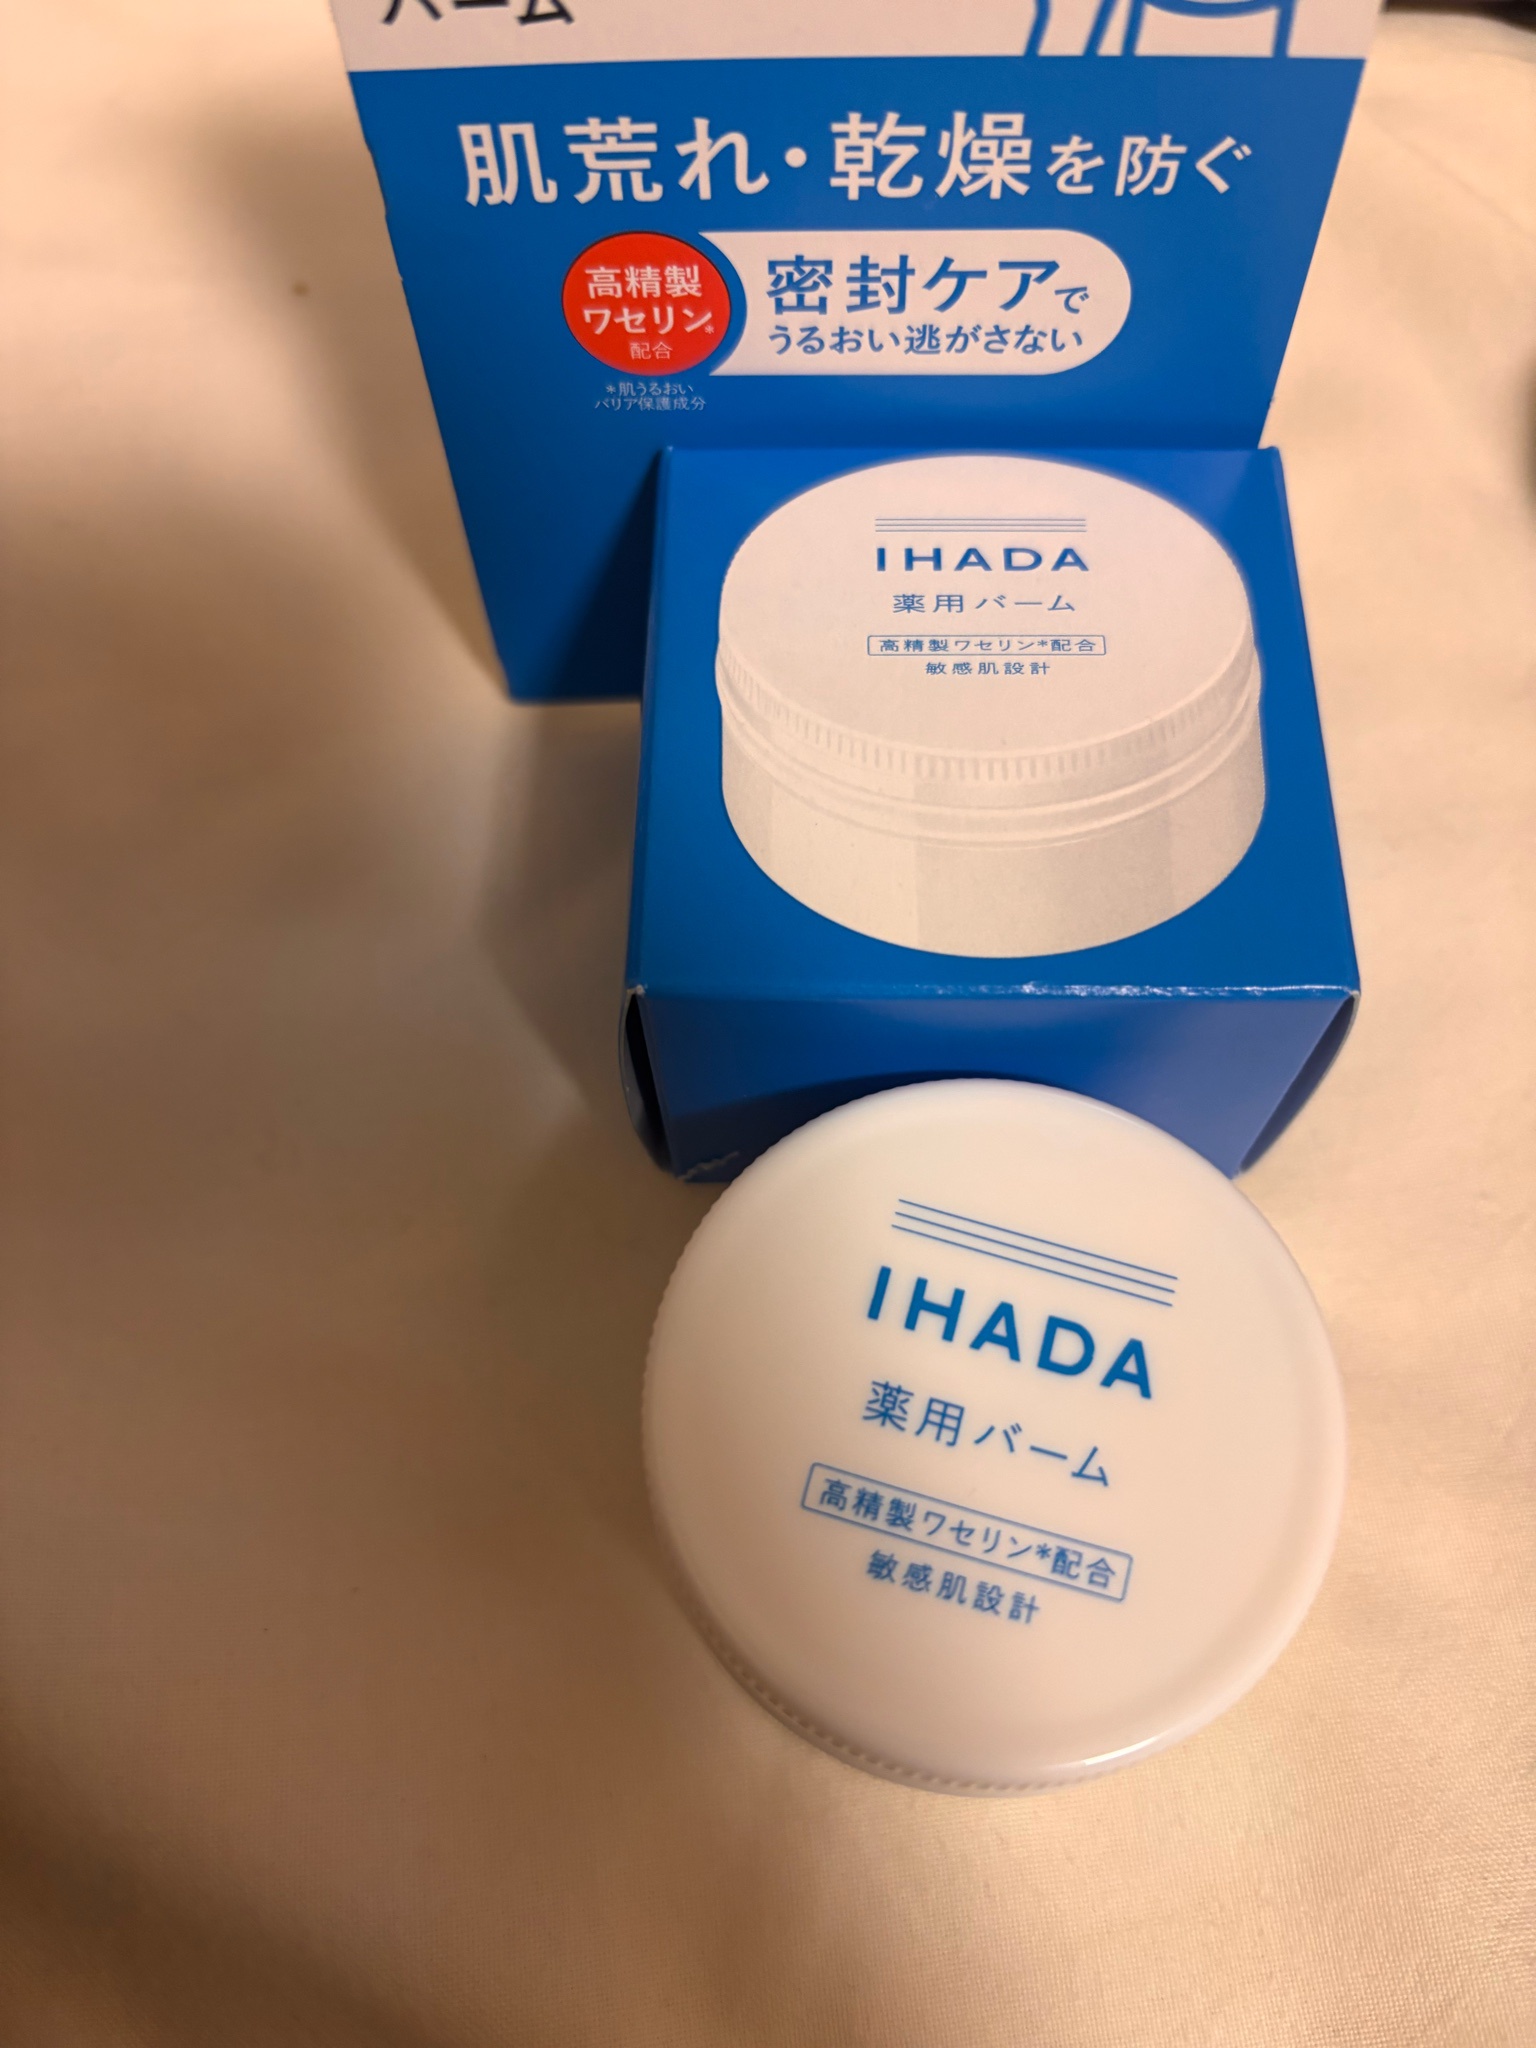 バーム
肌荒れ・乾燥を防ぐ
高精製
ワセリン*
配合
密封ケアで
うるおい逃がさない
*肌うるおい
バリア保護成分
IHADA
薬用バーム
高精製ワセリン*配合
敏感肌設計
IHADA
薬用バーム
高精製ワセリン*配合
敏感肌設計